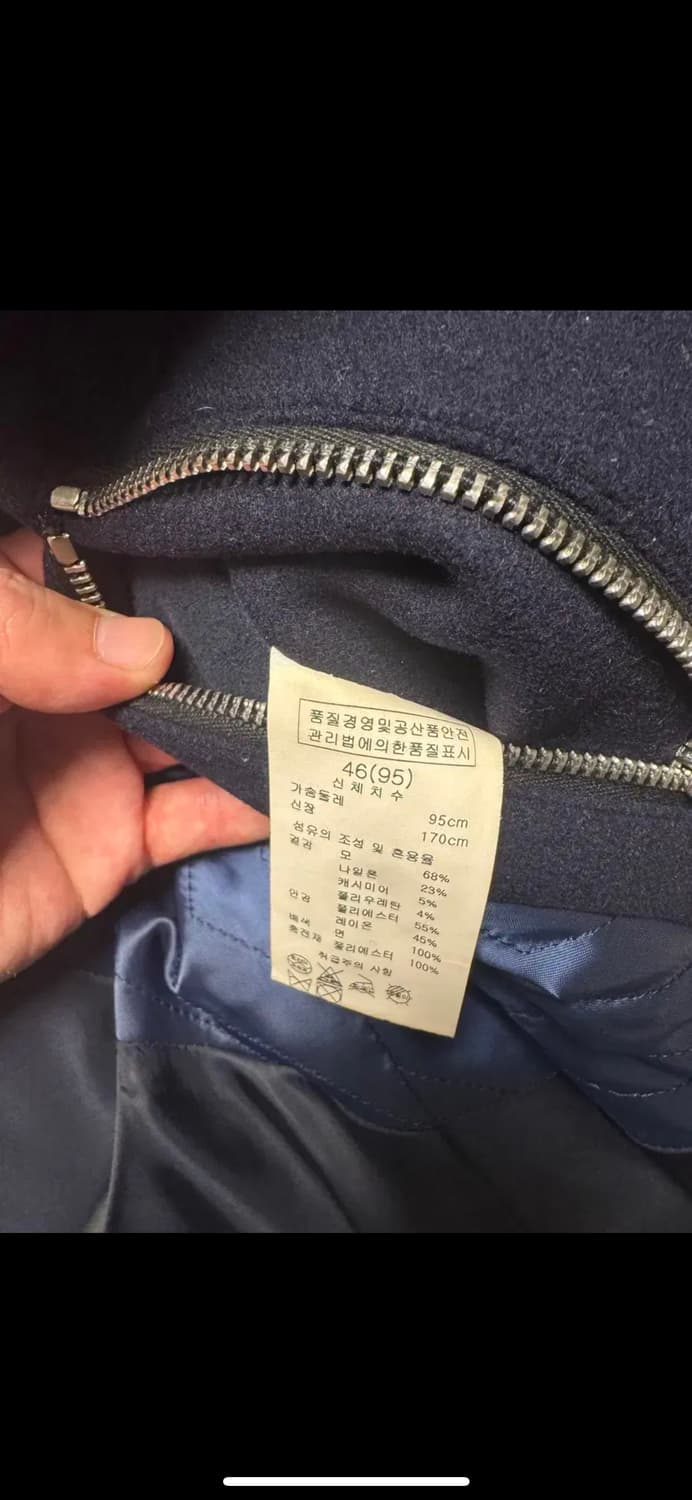 품질경영및공산품안전
관리법에의한품질표시
46(95)
신체치수
가슴둘레 95cm
신장 170cm
섬유의 조성 및 혼용율
겉감 모 68%
나일론 23%
캐시미어 5%
폴리우레탄 4%
안감 폴리에스터 55%
레이온 45%
배색 면 100%
충전재 폴리에스터 100%
취급주의 사항